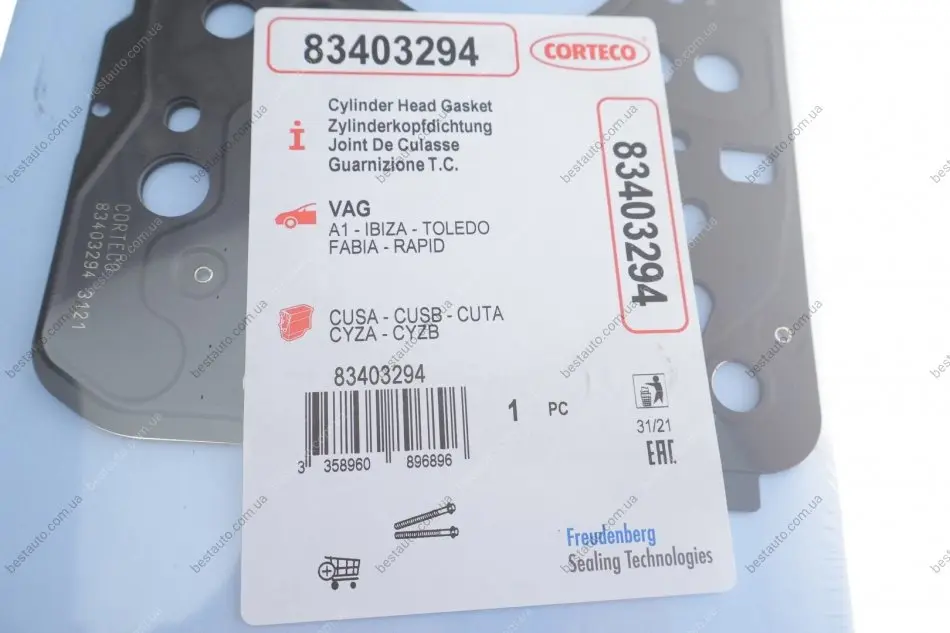 83403294
CORTECO
Cylinder Head Gasket
Zylinderkopfdichtung
Joint De Culasse
Guarnizione T.C.
VAG
A1 - IBIZA - TOLEDO
FABIA - RAPID
CUSA - CUSB - CUTA
CYZA - CYZB
83403294
3 358960 896896
1 PC
31/21
EAC
Freudenberg
Sealing Technologies
83403294
CORTECO
83403294 3121
bestauto.com.ua